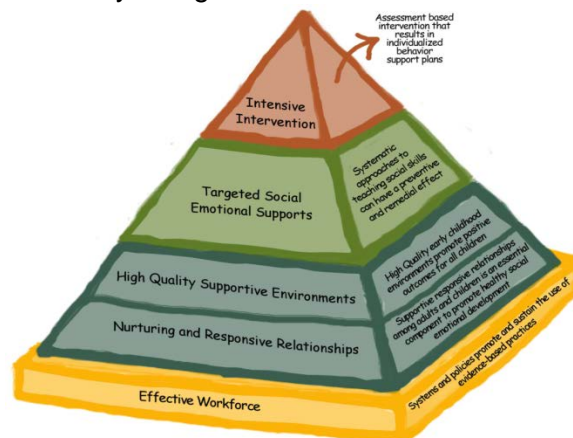 Assessment based
intervention that
results in
individualized
behavior
support plans
Intensive
Intervention
Targeted Social
Emotional Supports
Systematic
approaches to
teaching social skills
can have a preventive
and remedial effect
High Quality Supportive Environments
High Quality early childhood
environments promote positive
outcomes for all children
Nurturing and Responsive Relationships
Supportive responsive relationships
among adults and children is an essential
component to promote healthy social
emotional development
Effective Workforce
Systems and policies promote and sustain the use of
evidence-based practices